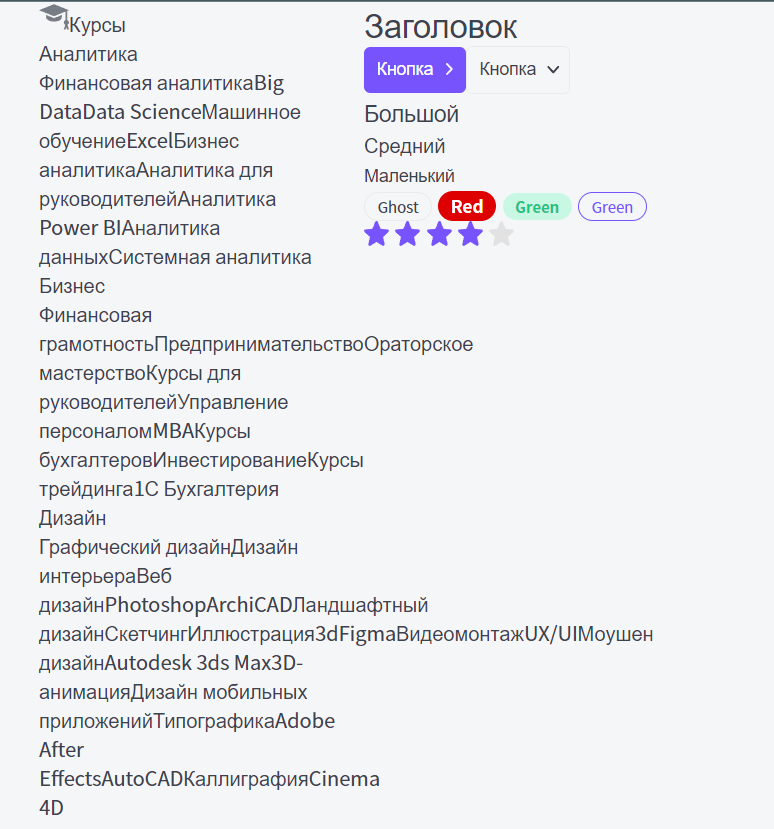 Курсы
Аналитика
Финансовая аналитикаBig
DataData ScienceМашинное
обучениеExcelБизнес
аналитикаАналитика для
руководителейАналитика
Power BIАналитика
данныхСистемная аналитика
Бизнес
Финансовая
грамотностьПредпринимательствоОраторское
мастерствоКурсы для
руководителейУправление
персоналомMBAКурсы
бухгалтеровИнвестированиеКурсы
трейдинга1С Бухгалтерия
Дизайн
Графический дизайнДизайн
интерьераВеб
дизайнPhotoshopArchiCADЛандшафтный
дизайнСкетчингИллюстрация3dFigmaВидеомонтажUX/UIМоушен
дизайнAutodesk 3ds Max3D-
анимацияДизайн мобильных
приложенийТипографикаAdobe
After
EffectsAutoCADКаллиграфияCinema
4D
Заголовок
Кнопка Кнопка
Большой
Средний
Маленький
Ghost Red Green Green